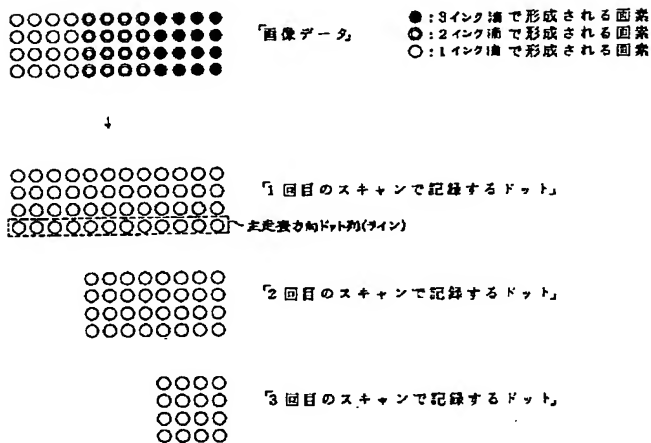 「画像データ」
●:3インク滴で形成される画素
◎:2インク滴で形成される画素
○:1インク滴で形成される画素
「1回目のスキャンで記録するドット」
主走査方向ドット列(ライン)
「2回目のスキャンで記録するドット」
「3回目のスキャンで記録するドット」